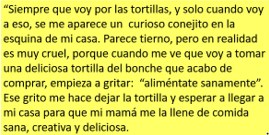 “Siempre que voy por las tortillas, y solo cuando voy
a eso, se me aparece un  curioso conejito en la
esquina de mi casa. Parece tierno, pero en realidad
es muy cruel, porque cuando me ve que voy a tomar
una deliciosa tortilla del bonche que acabo de
comprar, empieza a gritar:  “aliméntate sanamente”.
Ese grito me hace dejar la tortilla y esperar a llegar a
mi casa para que mi mamá me la llene de comida
sana, creativa y deliciosa.